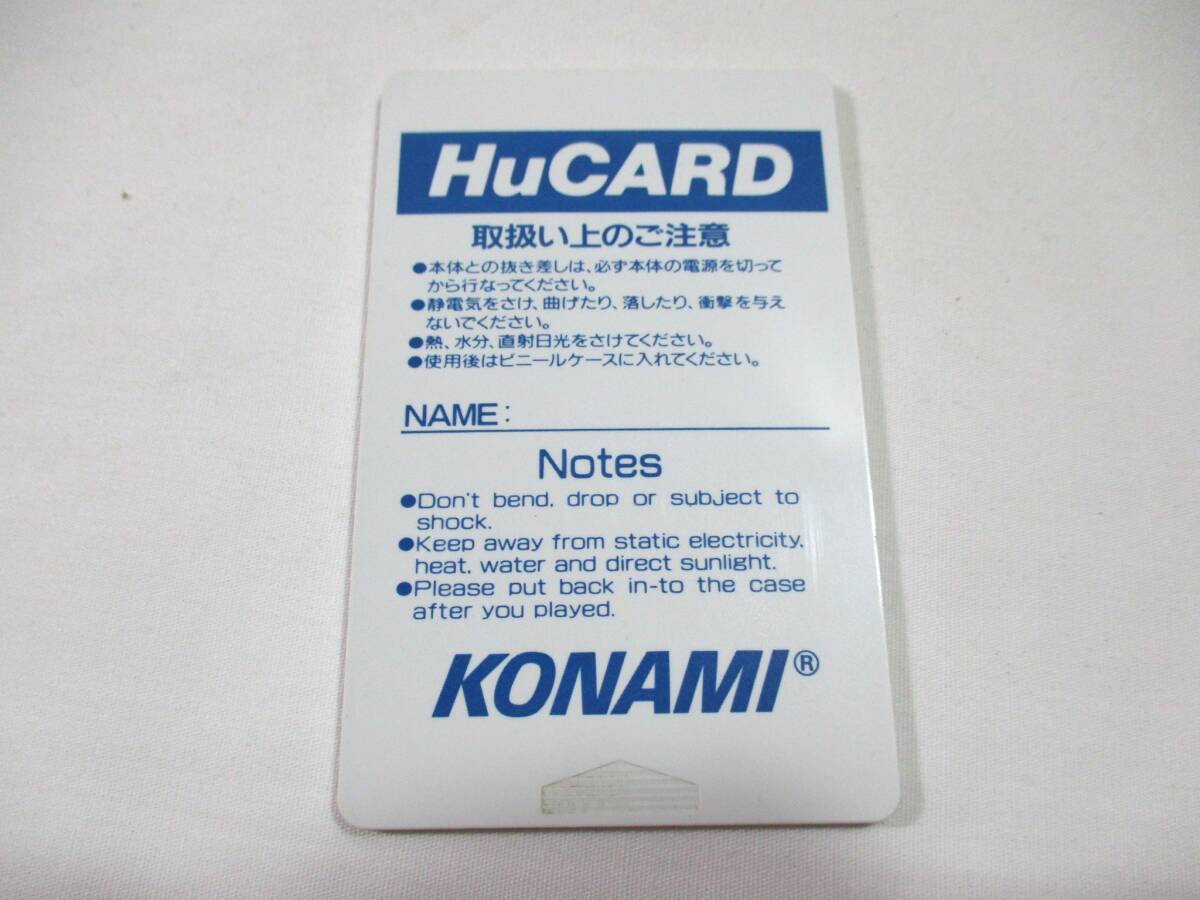 HuCARD
取扱い上のご注意
●本体との抜き差しは、必ず本体の電源を切って
から行なってください。
●静電気をさけ、曲げたり、落したり、衝撃を与え
ないでください。
●熱、水分、直射日光をさけてください。
●使用後はビニールケースに入れてください。
NAME:
Notes
●Don't bend, drop or subject to
shock.
●Keep away from static electricity,
heat, water and direct sunlight.
●Please put back in-to the case
after you played.
KONAMI®